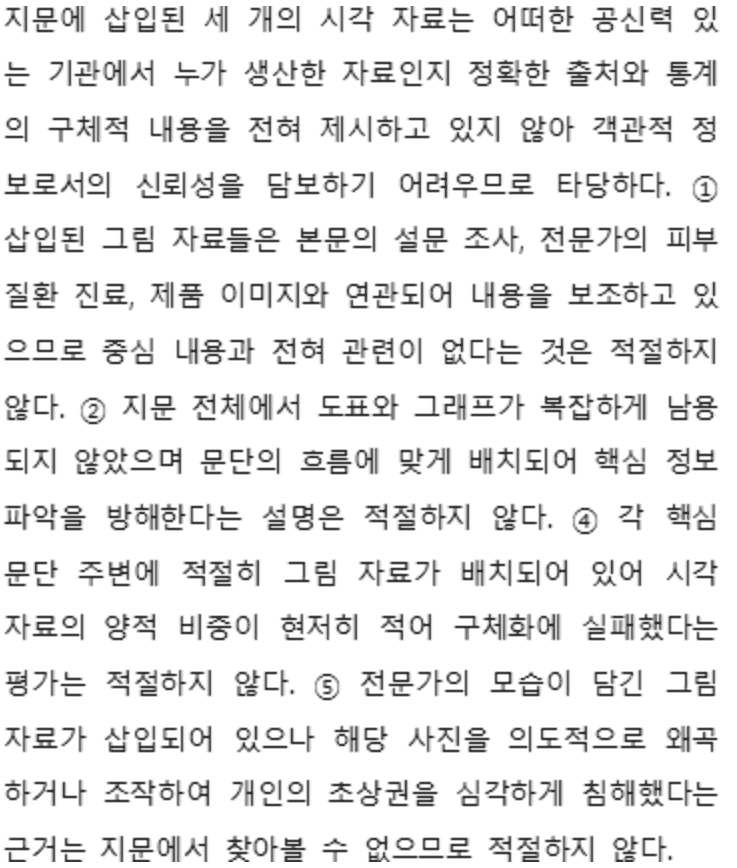 지문에 삽입된 세 개의 시각 자료는 어떠한 공신력 있
는 기관에서 누가 생산한 자료인지 정확한 출처와 통계
의 구체적 내용을 전혀 제시하고 있지 않아 객관적 정
보로서의 신뢰성을 담보하기 어려우므로 타당하다. ①
삽입된 그림 자료들은 본문의 설문 조사, 전문가의 피부
질환 진료, 제품 이미지와 연관되어 내용을 보조하고 있
으므로 중심 내용과 전혀 관련이 없다는 것은 적절하지
않다. ② 지문 전체에서 도표와 그래프가 복잡하게 남용
되지 않았으며 문단의 흐름에 맞게 배치되어 핵심 정보
파악을 방해한다는 설명은 적절하지 않다. ④ 각 핵심
문단 주변에 적절히 그림 자료가 배치되어 있어 시각
자료의 양적 비중이 현저히 적어 구체화에 실패했다는
평가는 적절하지 않다. ⑤ 전문가의 모습이 담긴 그림
자료가 삽입되어 있으나 해당 사진을 의도적으로 왜곡
하거나 조작하여 개인의 초상권을 심각하게 침해했다는
근거는 지문에서 찾아볼 수 없으므로 적절하지 않다.